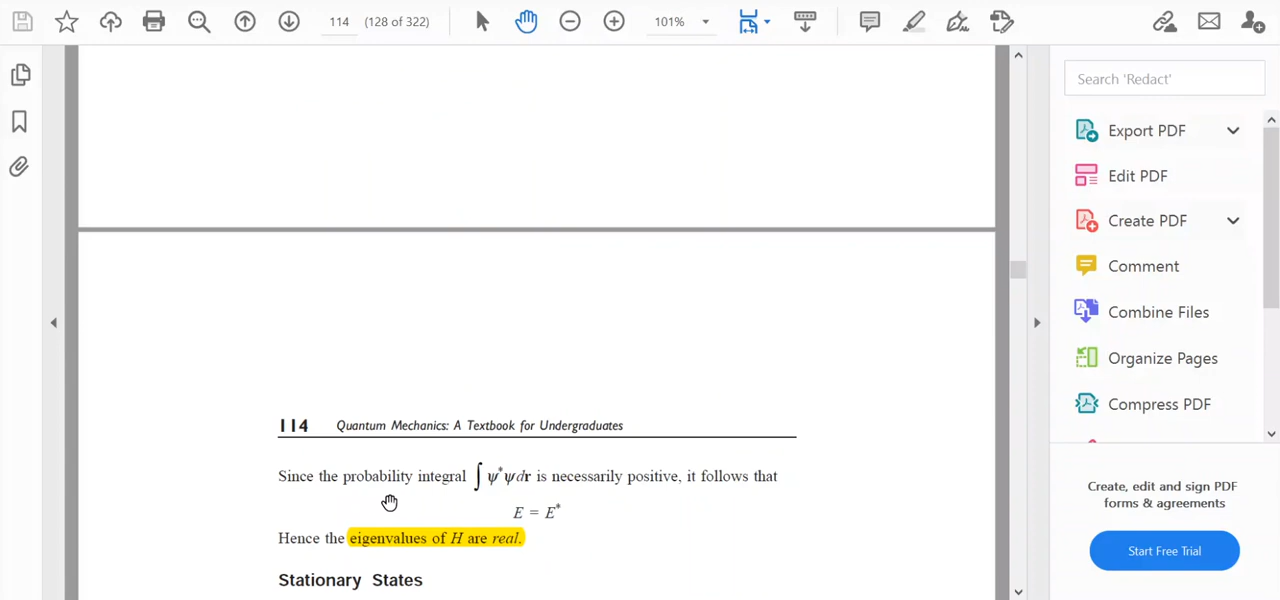 114 (128 of 322) 101%
Search 'Redact'
Export PDF
Edit PDF
Create PDF
Comment
Combine Files
Organize Pages
Compress PDF
Create, edit and sign PDF
forms & agreements
Start Free Trial
114 Quantum Mechanics: A Textbook for Undergraduates
Since the probability integral ∫ψ*ψdr is necessarily positive, it follows that
E = E*
Hence the eigenvalues of H are real.
Stationary States